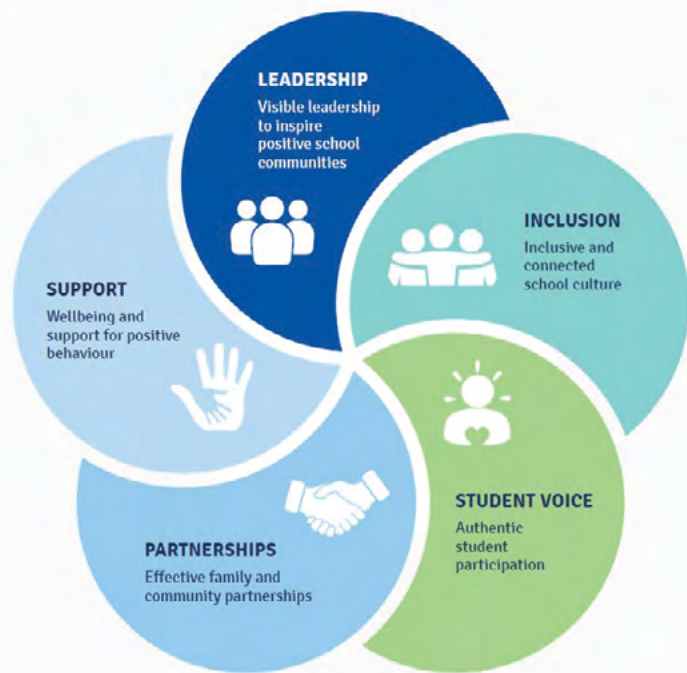 LEADERSHIP
Visible leadership
to inspire
positive school
communities
INCLUSION
Inclusive and
connected
school culture
STUDENT VOICE
Authentic
student
participation
PARTNERSHIPS
Effective family and
community partnerships
SUPPORT
Wellbeing and
support for positive
behaviour